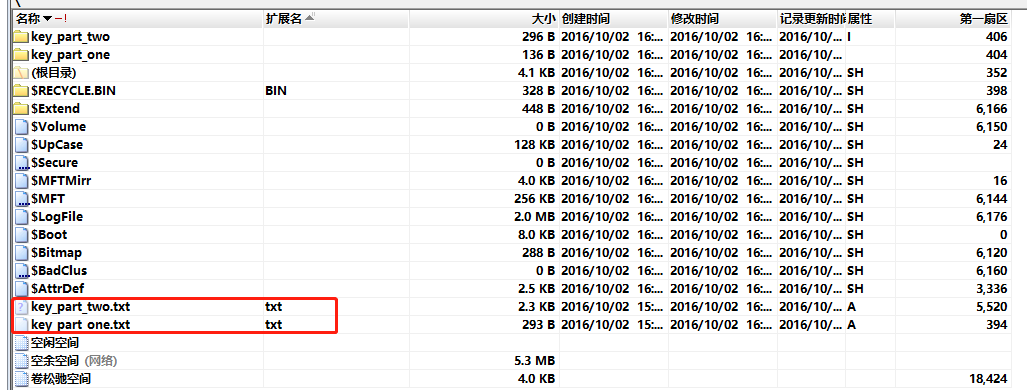 \
名称▼−! 扩展名 大小 创建时间 修改时间 记录更新时间 属性 第一扇区
key_part_two 296 B 2016/10/02 16:... 2016/10/02 16:... 2016/10/... I 406
key_part_one 136 B 2016/10/02 16:... 2016/10/02 16:... 2016/10/... 404
(根目录) 4.1 KB 2016/10/02 16:... 2016/10/02 16:... 2016/10/... SH 352
$RECYCLE.BIN BIN 328 B 2016/10/02 16:... 2016/10/02 16:... 2016/10/... SH 398
$Extend 448 B 2016/10/02 16:... 2016/10/02 16:... 2016/10/... SH 6,166
$Volume 0 B 2016/10/02 16:... 2016/10/02 16:... 2016/10/... SH 6,150
$UpCase 128 KB 2016/10/02 16:... 2016/10/02 16:... 2016/10/... SH 24
$Secure 0 B 2016/10/02 16:... 2016/10/02 16:... 2016/10/... SH
$MFTMirr 4.0 KB 2016/10/02 16:... 2016/10/02 16:... 2016/10/... SH 16
$MFT 256 KB 2016/10/02 16:... 2016/10/02 16:... 2016/10/... SH 6,144
$LogFile 2.0 MB 2016/10/02 16:... 2016/10/02 16:... 2016/10/... SH 6,176
$Boot 8.0 KB 2016/10/02 16:... 2016/10/02 16:... 2016/10/... SH 0
$Bitmap 288 B 2016/10/02 16:... 2016/10/02 16:... 2016/10/... SH 6,120
$BadClus 0 B 2016/10/02 16:... 2016/10/02 16:... 2016/10/... SH 6,160
$AttrDef 2.5 KB 2016/10/02 16:... 2016/10/02 16:... 2016/10/... SH 3,336
key_part_two.txt txt 2.3 KB 2016/10/02 15:... 2016/10/02 16:... 2016/10/... A 5,520
key_part_one.txt txt 293 B 2016/10/02 15:... 2016/10/02 16:... 2016/10/... A 394
空闲空间
空余空间 (网络) 5.3 MB
卷松驰空间 4.0 KB 18,424